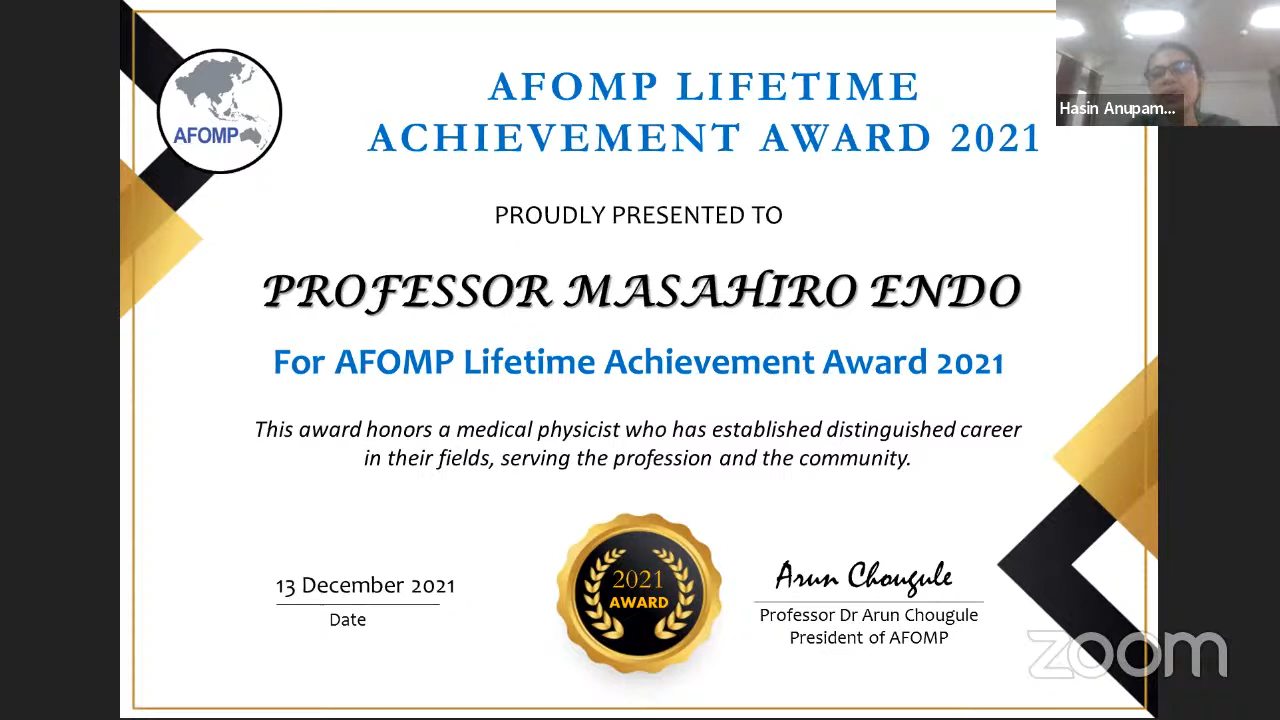 AFOMP
AFOMP LIFETIME
ACHIEVEMENT AWARD 2021
Hasin Anupam...
PROUDLY PRESENTED TO
PROFESSOR MASAHIRO ENDO
For AFOMP Lifetime Achievement Award 2021
This award honors a medical physicist who has established distinguished career
in their fields, serving the profession and the community.
13 December 2021
Date
2021
AWARD
Arun Chougule
Professor Dr Arun Chougule
President of AFOMP
zoom